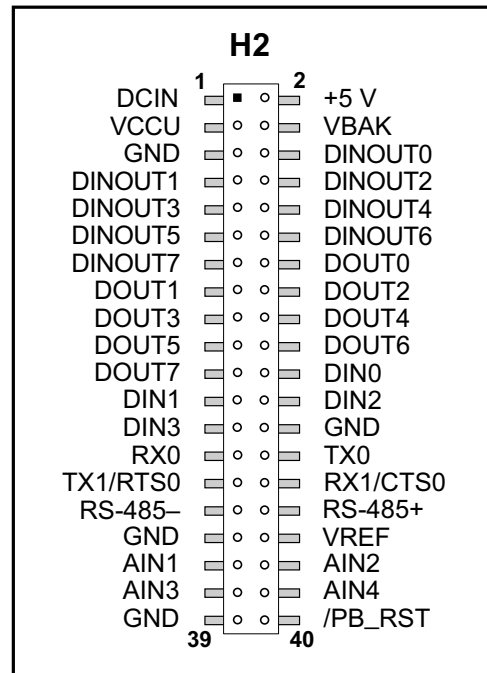 H2
1 2
DCIN +5 V
VCCU VBAK
GND DINOUT0
DINOUT1 DINOUT2
DINOUT3 DINOUT4
DINOUT5 DINOUT6
DINOUT7 DOUT0
DOUT1 DOUT2
DOUT3 DOUT4
DOUT5 DOUT6
DOUT7 DIN0
DIN1 DIN2
DIN3 GND
RX0 TX0
TX1/RTS0 RX1/CTS0
RS-485– RS-485+
GND VREF
AIN1 AIN2
AIN3 AIN4
GND /PB_RST
39 40